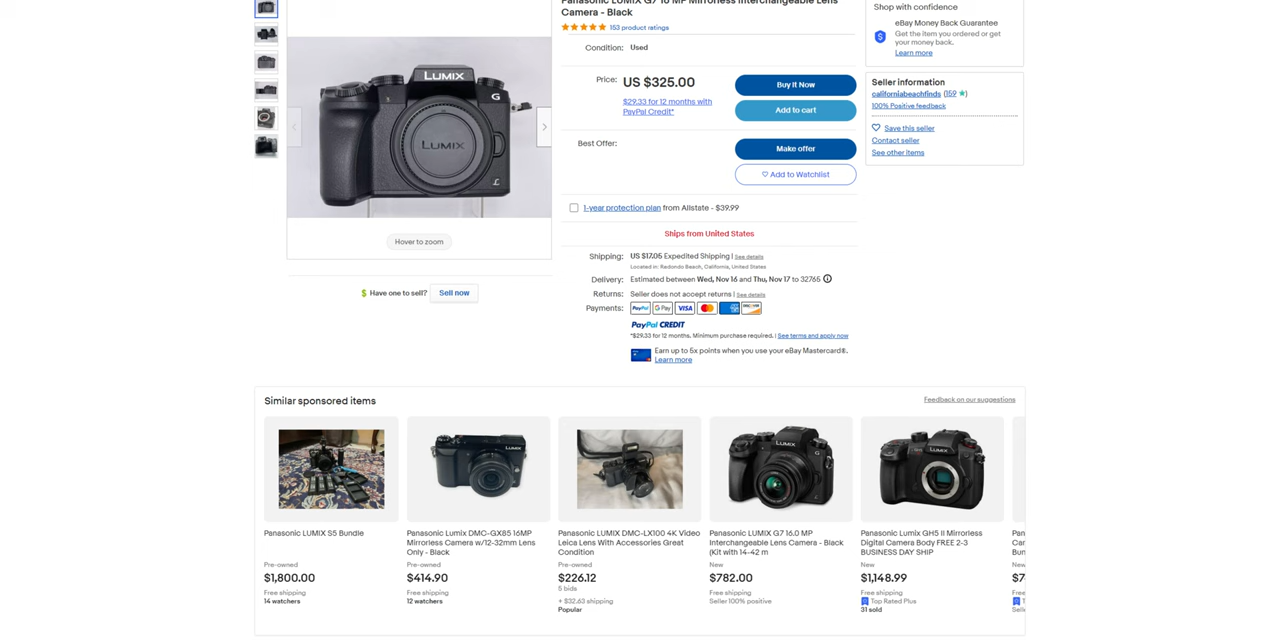 Panasonic LUMIX G7 16 MP Mirrorless Interchangeable Lens
Camera - Black
153 product ratings
Condition: Used
Price: US $325.00
$29.33 for 12 months with
PayPal Credit*
Buy It Now
Add to cart
Best Offer:
Make offer
Add to Watchlist
1-year protection plan from Allstate - $39.99
Ships from United States
Shipping: US $17.05 Expedited Shipping | See details
Located in: Redondo Beach, California, United States
Delivery: Estimated between Wed, Nov 16 and Thu, Nov 17 to 32765
Returns: Seller does not accept returns | See details
Payments: PayPal G Pay VISA
PayPal CREDIT
*$29.33 for 12 months. Minimum purchase required. | See terms and apply now
Earn up to 5x points when you use your eBay Mastercard®.
Learn more
Shop with confidence
eBay Money Back Guarantee
Get the item you ordered or get
your money back.
Learn more
Seller information
californiabeachfinds (159)
100% Positive feedback
Save this seller
Contact seller
See other items
LUMIX
G
LUMIX
L
Hover to zoom
$ Have one to sell? Sell now
Similar sponsored items
Feedback on our suggestions
Panasonic LUMIX S5 Bundle
Pre-owned
$1,800.00
Free shipping
14 watchers
LUMIX
Panasonic Lumix DMC-GX85 16MP
Mirrorless Camera w/12-32mm Lens
Only - Black
Pre-owned
$414.90
Free shipping
12 watchers
Panasonic LUMIX DMC-LX100 4K Video
Leica Lens With Accessories Great
Condition
Pre-owned
$226.12
5 bids
+ $32.63 shipping
Popular
LUMIX
G
Panasonic LUMIX G7 16.0 MP
Interchangeable Lens Camera - Black
(Kit with 14-42 m
New
$782.00
Free shipping
Seller 100% positive
LUMIX
Panasonic Lumix GH5 II Mirrorless
Digital Camera Body FREE 2-3
BUSINESS DAY SHIP
New
$1,148.99
Free shipping
Top Rated Plus
31 sold
Pan
Car
Bun
New
$7
Free
T
Selle